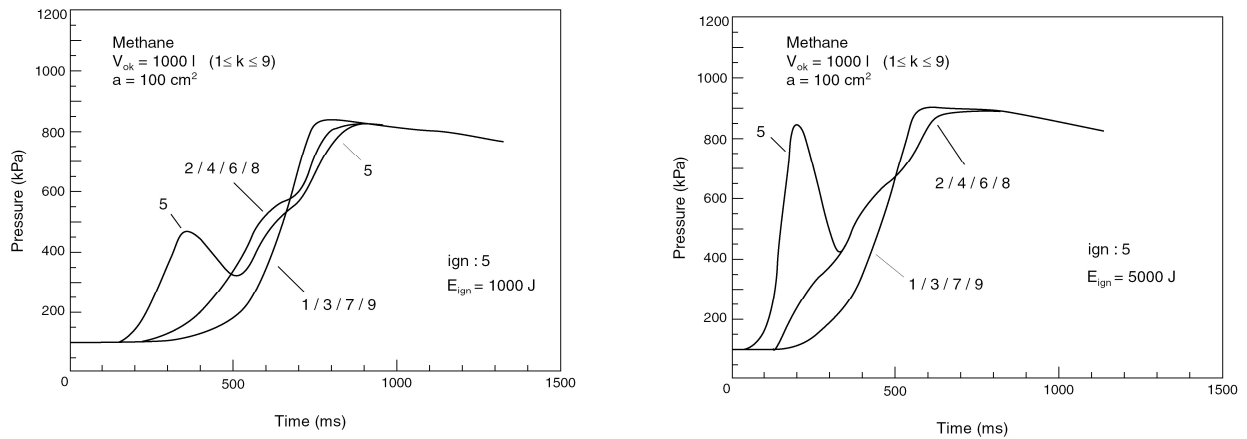 1200
1000
800
600
400
200
0
500
1000
1500
Pressure (kPa)
Time (ms)
Methane
V_ok = 1000 l (1≤ k ≤ 9)
a = 100 cm²
5
2 / 4 / 6 / 8
5
1 / 3 / 7 / 9
ign : 5
E_ign = 1000 J
1200
1000
800
600
400
200
0
500
1000
1500
Pressure (kPa)
Time (ms)
Methane
V_ok = 1000 l (1≤ k ≤ 9)
a = 100 cm²
5
2 / 4 / 6 / 8
1 / 3 / 7 / 9
ign : 5
E_ign = 5000 J